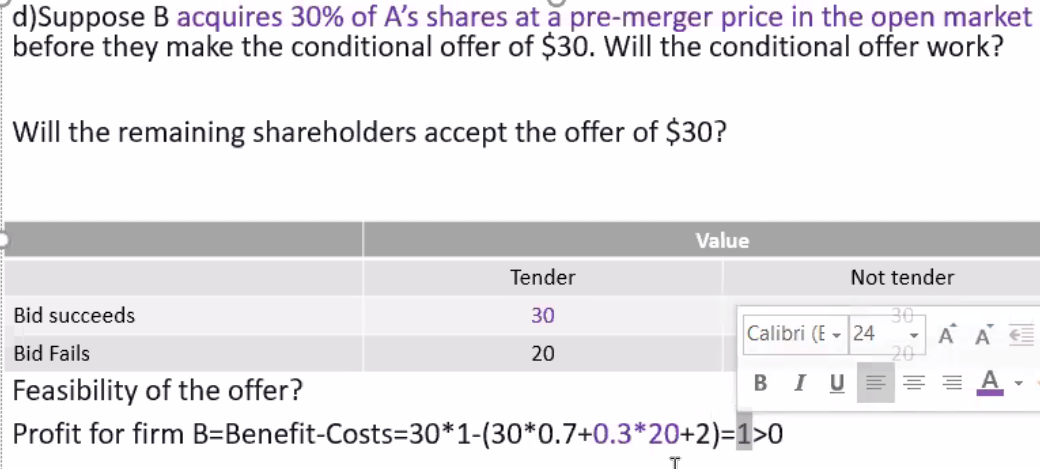 d)Suppose B acquires 30% of A’s shares at a pre-merger price in the open market
before they make the conditional offer of $30. Will the conditional offer work?
Will the remaining shareholders accept the offer of $30?
Value
Tender Not tender
Bid succeeds 30 30
Bid Fails 20 20
Calibri (E 24 A A
B I U A
Feasibility of the offer?
Profit for firm B=Benefit-Costs=30*1-(30*0.7+0.3*20+2)=1>0